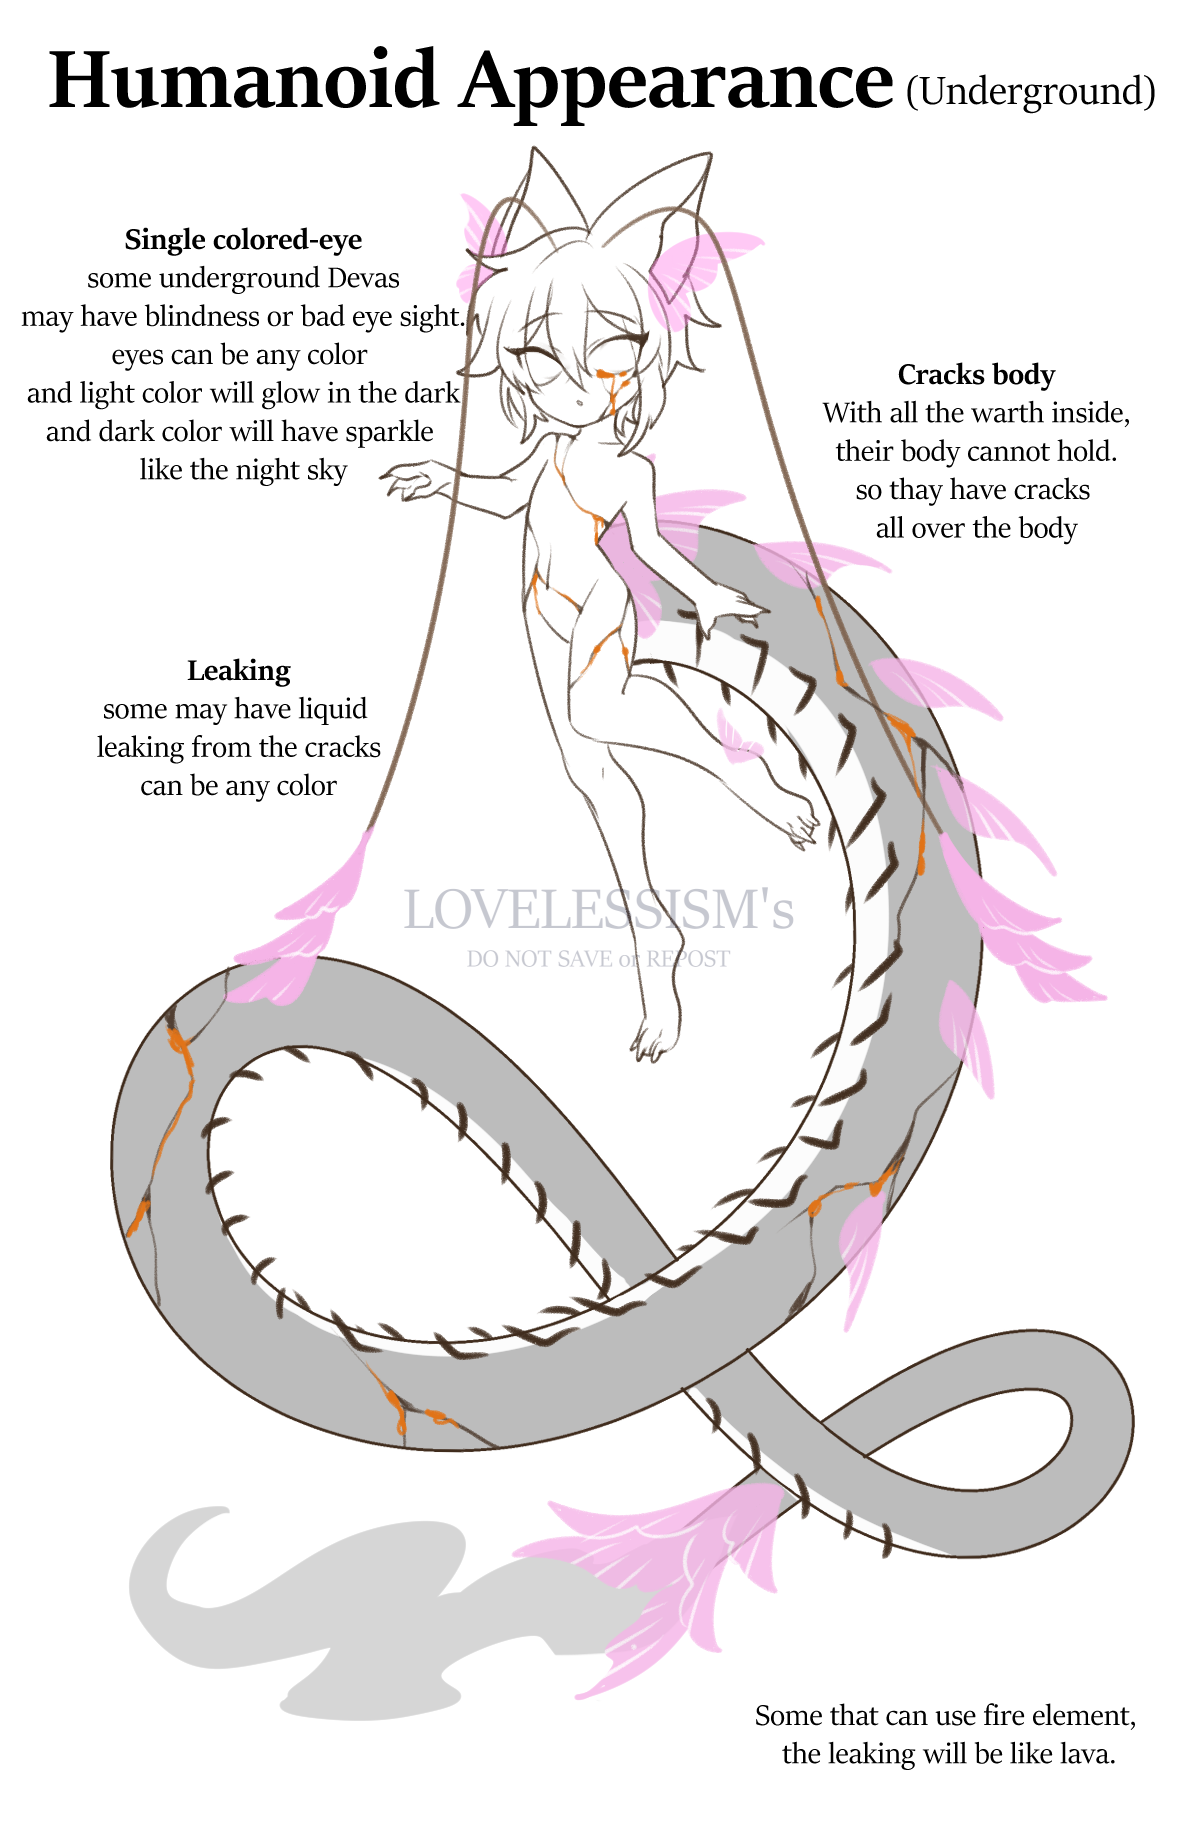 Humanoid Appearance (Underground)
Single colored-eye
some underground Devas
may have blindness or bad eye sight.
eyes can be any color
and light color will glow in the dark
and dark color will have sparkle
like the night sky
Cracks body
With all the warth inside,
their body cannot hold.
so thay have cracks
all over the body
Leaking
some may have liquid
leaking from the cracks
can be any color
LOVELESSISM's
DO NOT SAVE or REPOST
Some that can use fire element,
the leaking will be like lava.